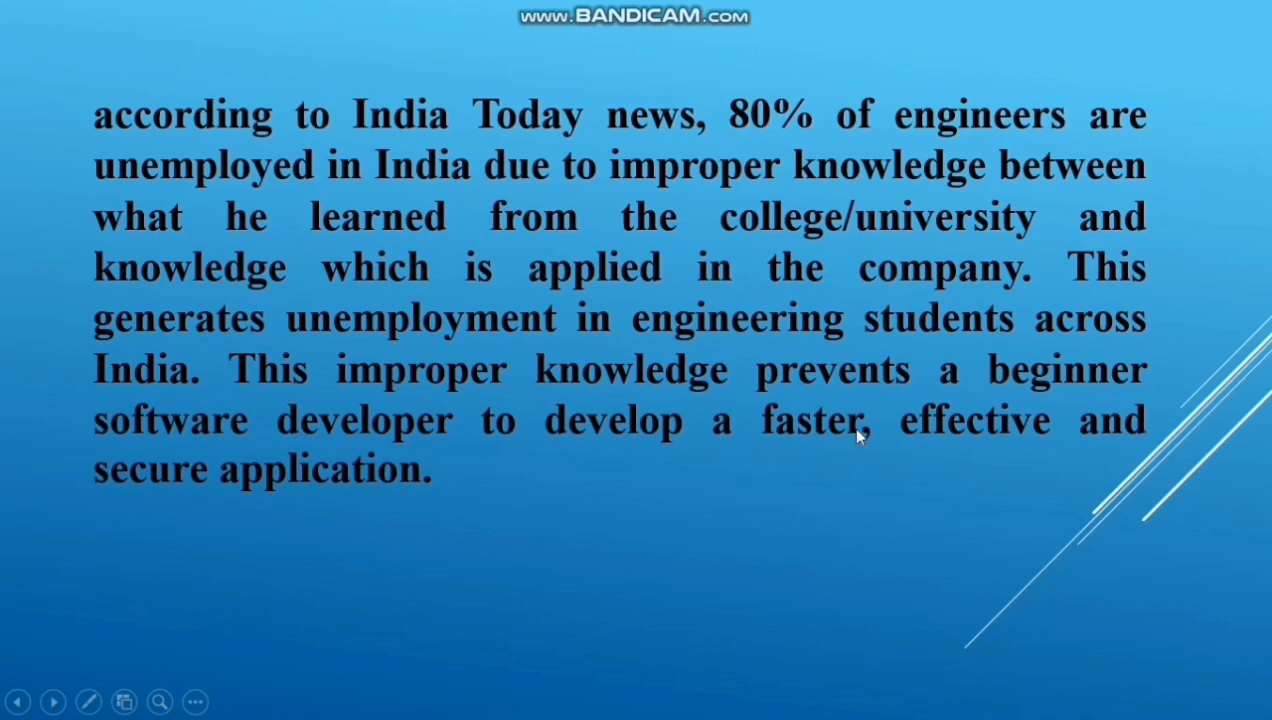 www.BANDICAM.com
according to India Today news, 80% of engineers are
unemployed in India due to improper knowledge between
what he learned from the college/university and
knowledge which is applied in the company. This
generates unemployment in engineering students across
India. This improper knowledge prevents a beginner
software developer to develop a faster, effective and
secure application.